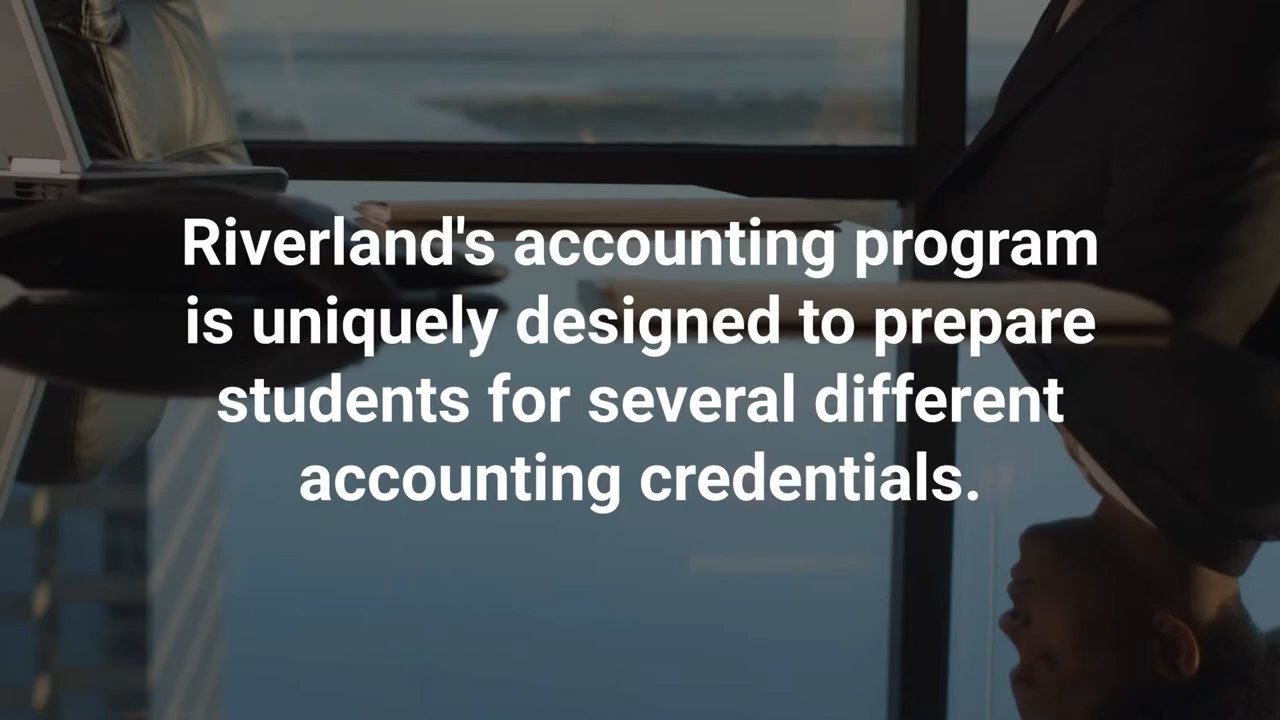 Riverland's accounting program
is uniquely designed to prepare
students for several different
accounting credentials.